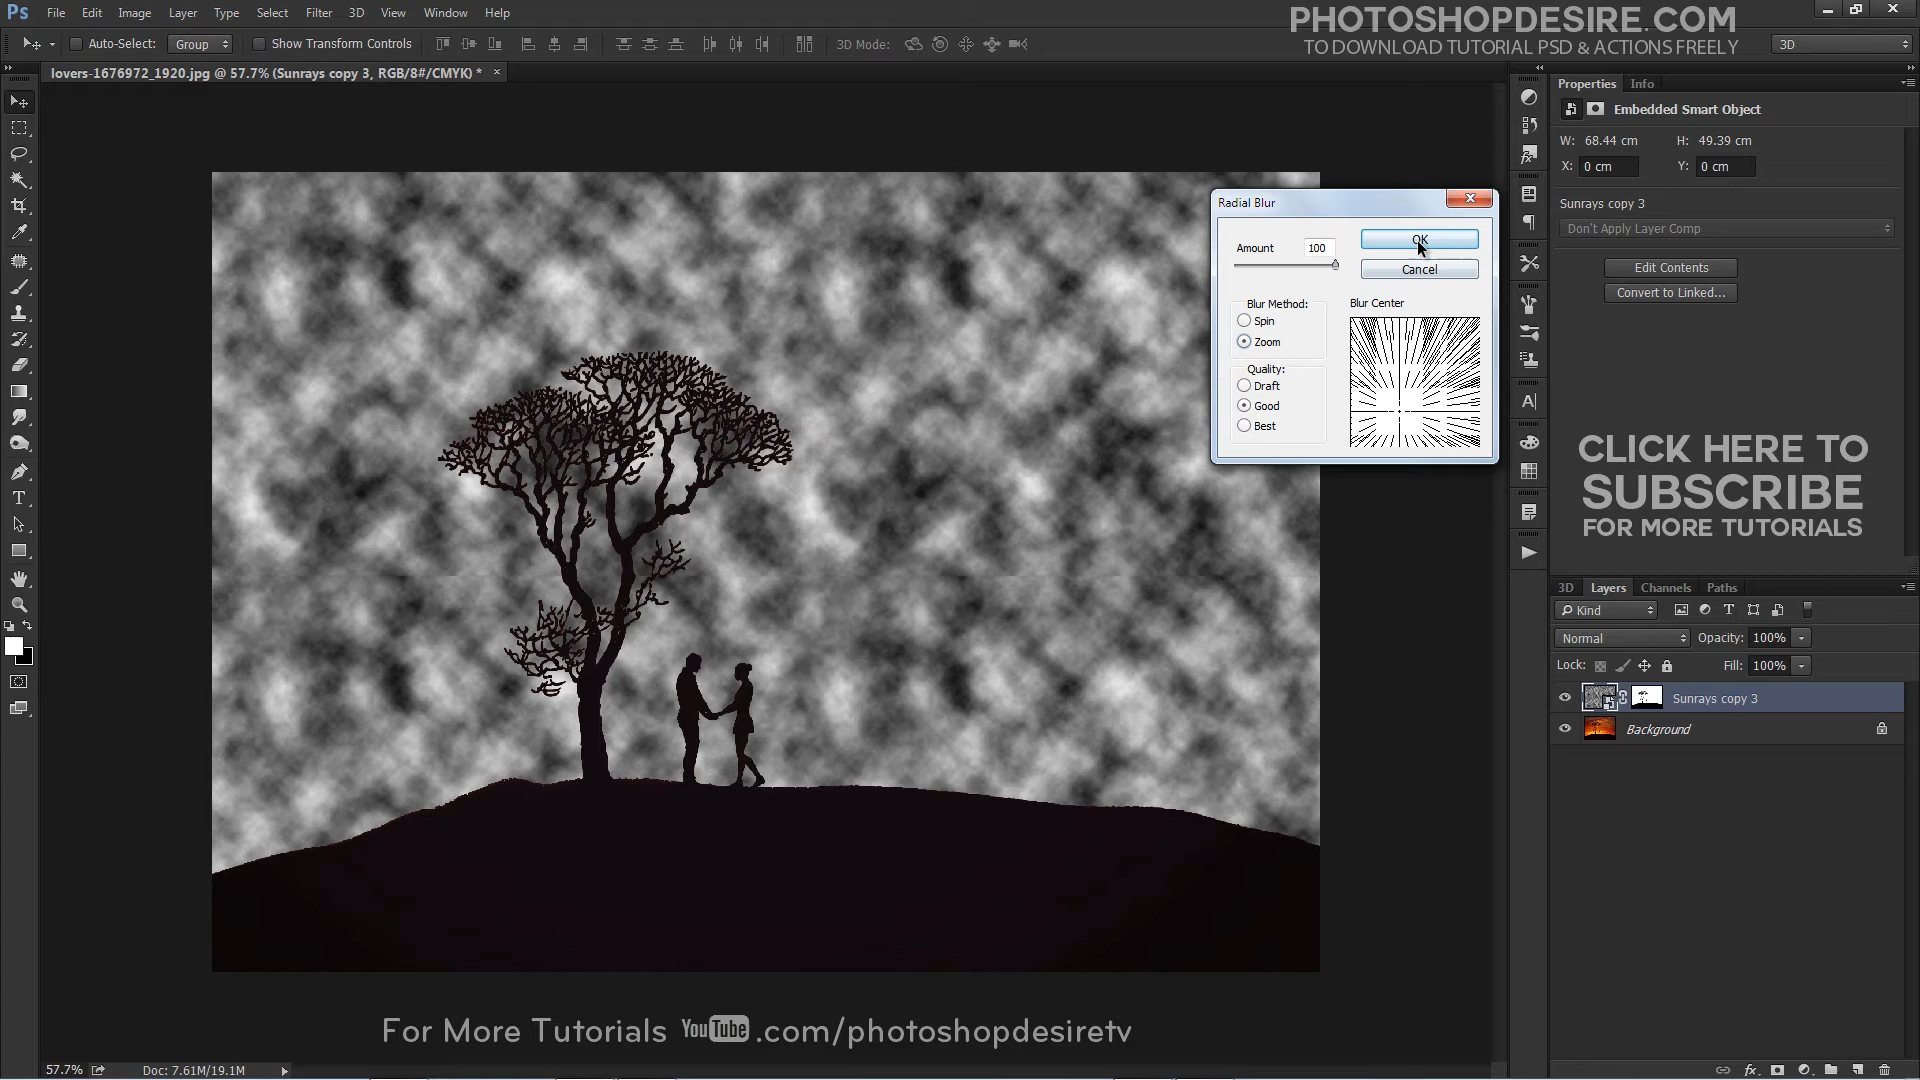 Ps File Edit Image Layer Type Select Filter 3D View Window Help
PHOTOSHOPDESIRE.COM
TO DOWNLOAD TUTORIAL PSD & ACTIONS FREELY
Auto-Select: Group Show Transform Controls 3D Mode: 3D
lovers-1676972_1920.jpg @ 57.7% (Sunrays copy 3, RGB/8#/CMYK) * ×
Properties Info
Embedded Smart Object
W: 68.44 cm H: 49.39 cm
X: 0 cm Y: 0 cm
Sunrays copy 3
Don't Apply Layer Comp
Edit Contents
Convert to Linked...
Radial Blur
Amount 100
OK
Cancel
Blur Method:
Spin
Zoom
Quality:
Draft
Good
Best
Blur Center
CLICK HERE TO
SUBSCRIBE
FOR MORE TUTORIALS
3D Layers Channels Paths
Kind
Normal Opacity: 100%
Lock: Fill: 100%
Sunrays copy 3
Background
For More Tutorials YouTube.com/photoshopdesiretv
57.7% Doc: 7.61M/19.1M